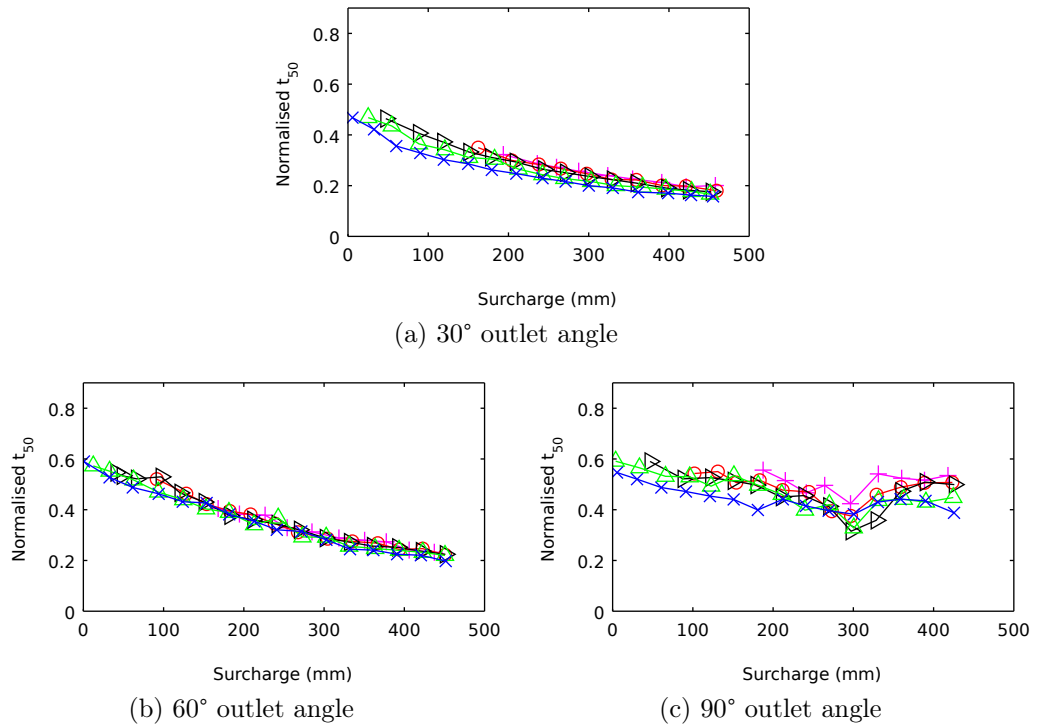 0.8
0.6
0.4
0.2
0
Normalised t50
0 100 200 300 400 500
Surcharge (mm)
(a) 30° outlet angle
0.8
0.6
0.4
0.2
0
Normalised t50
0 100 200 300 400 500
Surcharge (mm)
(b) 60° outlet angle
0.8
0.6
0.4
0.2
0
Normalised t50
0 100 200 300 400 500
Surcharge (mm)
(c) 90° outlet angle